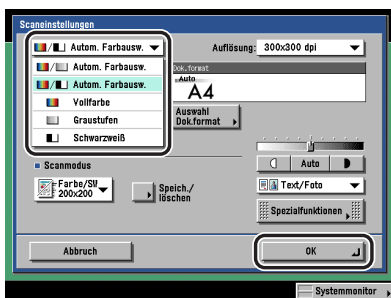 Scaneinstellungen
Autom. Farbausw.
Auflösung:
300x300 dpi
Autom. Farbausw.
Autom. Farbausw.
Vollfarbe
Graustufen
Schwarzweiß
Dok.format
Auto
A4
Auswahl
Dok.format
Auto
Scanmodus
Farbe/SW
200x200
Speich./
löschen
Text/Foto
Spezialfunktionen
Abbruch
OK
Systemmonitor